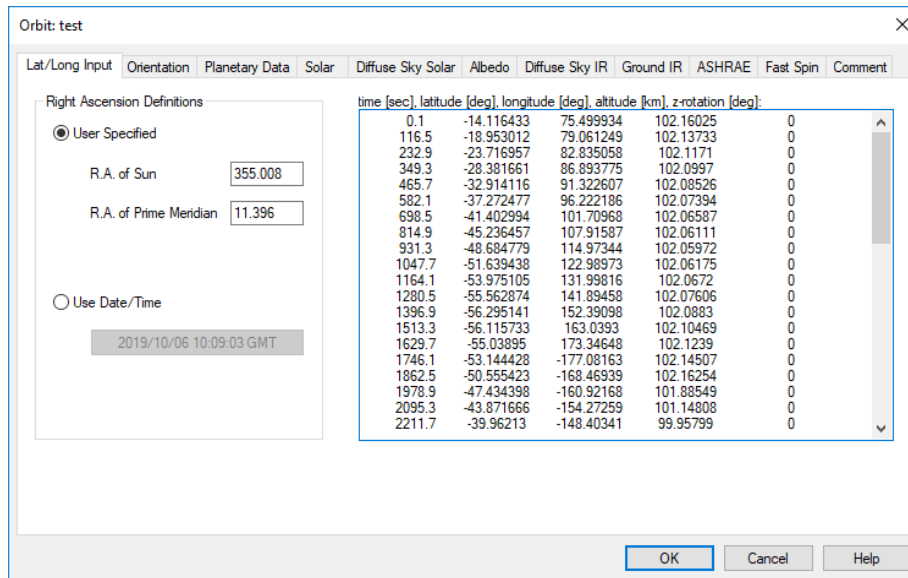 Orbit: test
Lat/Long Input Orientation Planetary Data Solar Diffuse Sky Solar Albedo Diffuse Sky IR Ground IR ASHRAE Fast Spin Comment
Right Ascension Definitions
User Specified
R.A. of Sun 355.008
R.A. of Prime Meridian 11.396
Use Date/Time
2019/10/06 10:09:03 GMT
time [sec], latitude [deg], longitude [deg], altitude [km], z-rotation [deg]:
0.1 -14.116433 75.499934 102.16025 0
116.5 -18.953012 79.061249 102.13733 0
232.9 -23.716957 82.835058 102.1171 0
349.3 -28.381661 86.893775 102.0997 0
465.7 -32.914116 91.322607 102.08526 0
582.1 -37.272477 96.222186 102.07394 0
698.5 -41.402994 101.70968 102.06587 0
814.9 -45.236457 107.91587 102.06111 0
931.3 -48.684779 114.97344 102.05972 0
1047.7 -51.639438 122.98973 102.06175 0
1164.1 -53.975105 131.99816 102.0672 0
1280.5 -55.562874 141.89458 102.07606 0
1396.9 -56.295141 152.39098 102.0883 0
1513.3 -56.115733 163.0393 102.10469 0
1629.7 -55.03895 173.34648 102.1239 0
1746.1 -53.144428 -177.08163 102.14507 0
1862.5 -50.555423 -168.46939 102.16254 0
1978.9 -47.434398 -160.92168 101.88549 0
2095.3 -43.871666 -154.27259 101.14808 0
2211.7 -39.96213 -148.40341 99.95799 0
OK Cancel Help